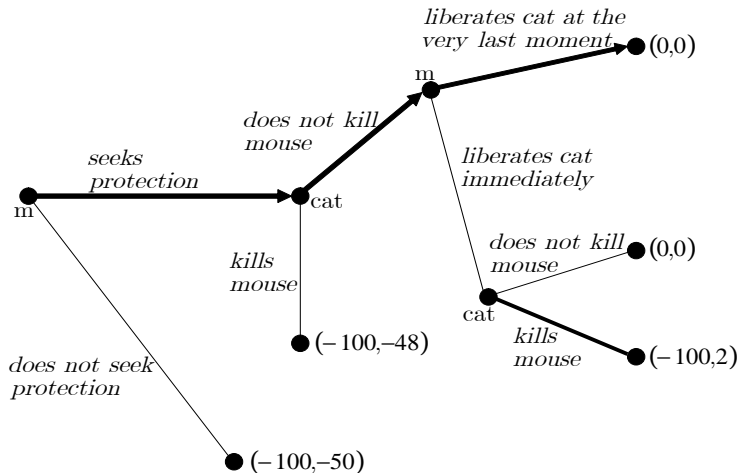 liberates cat at the
very last moment
(0,0)
m
does not kill
mouse
seeks
protection
liberates cat
immediately
m
cat
does not kill
mouse
(0,0)
kills
mouse
cat
kills
mouse
(−100,−48)
(−100,2)
does not seek
protection
(−100,−50)